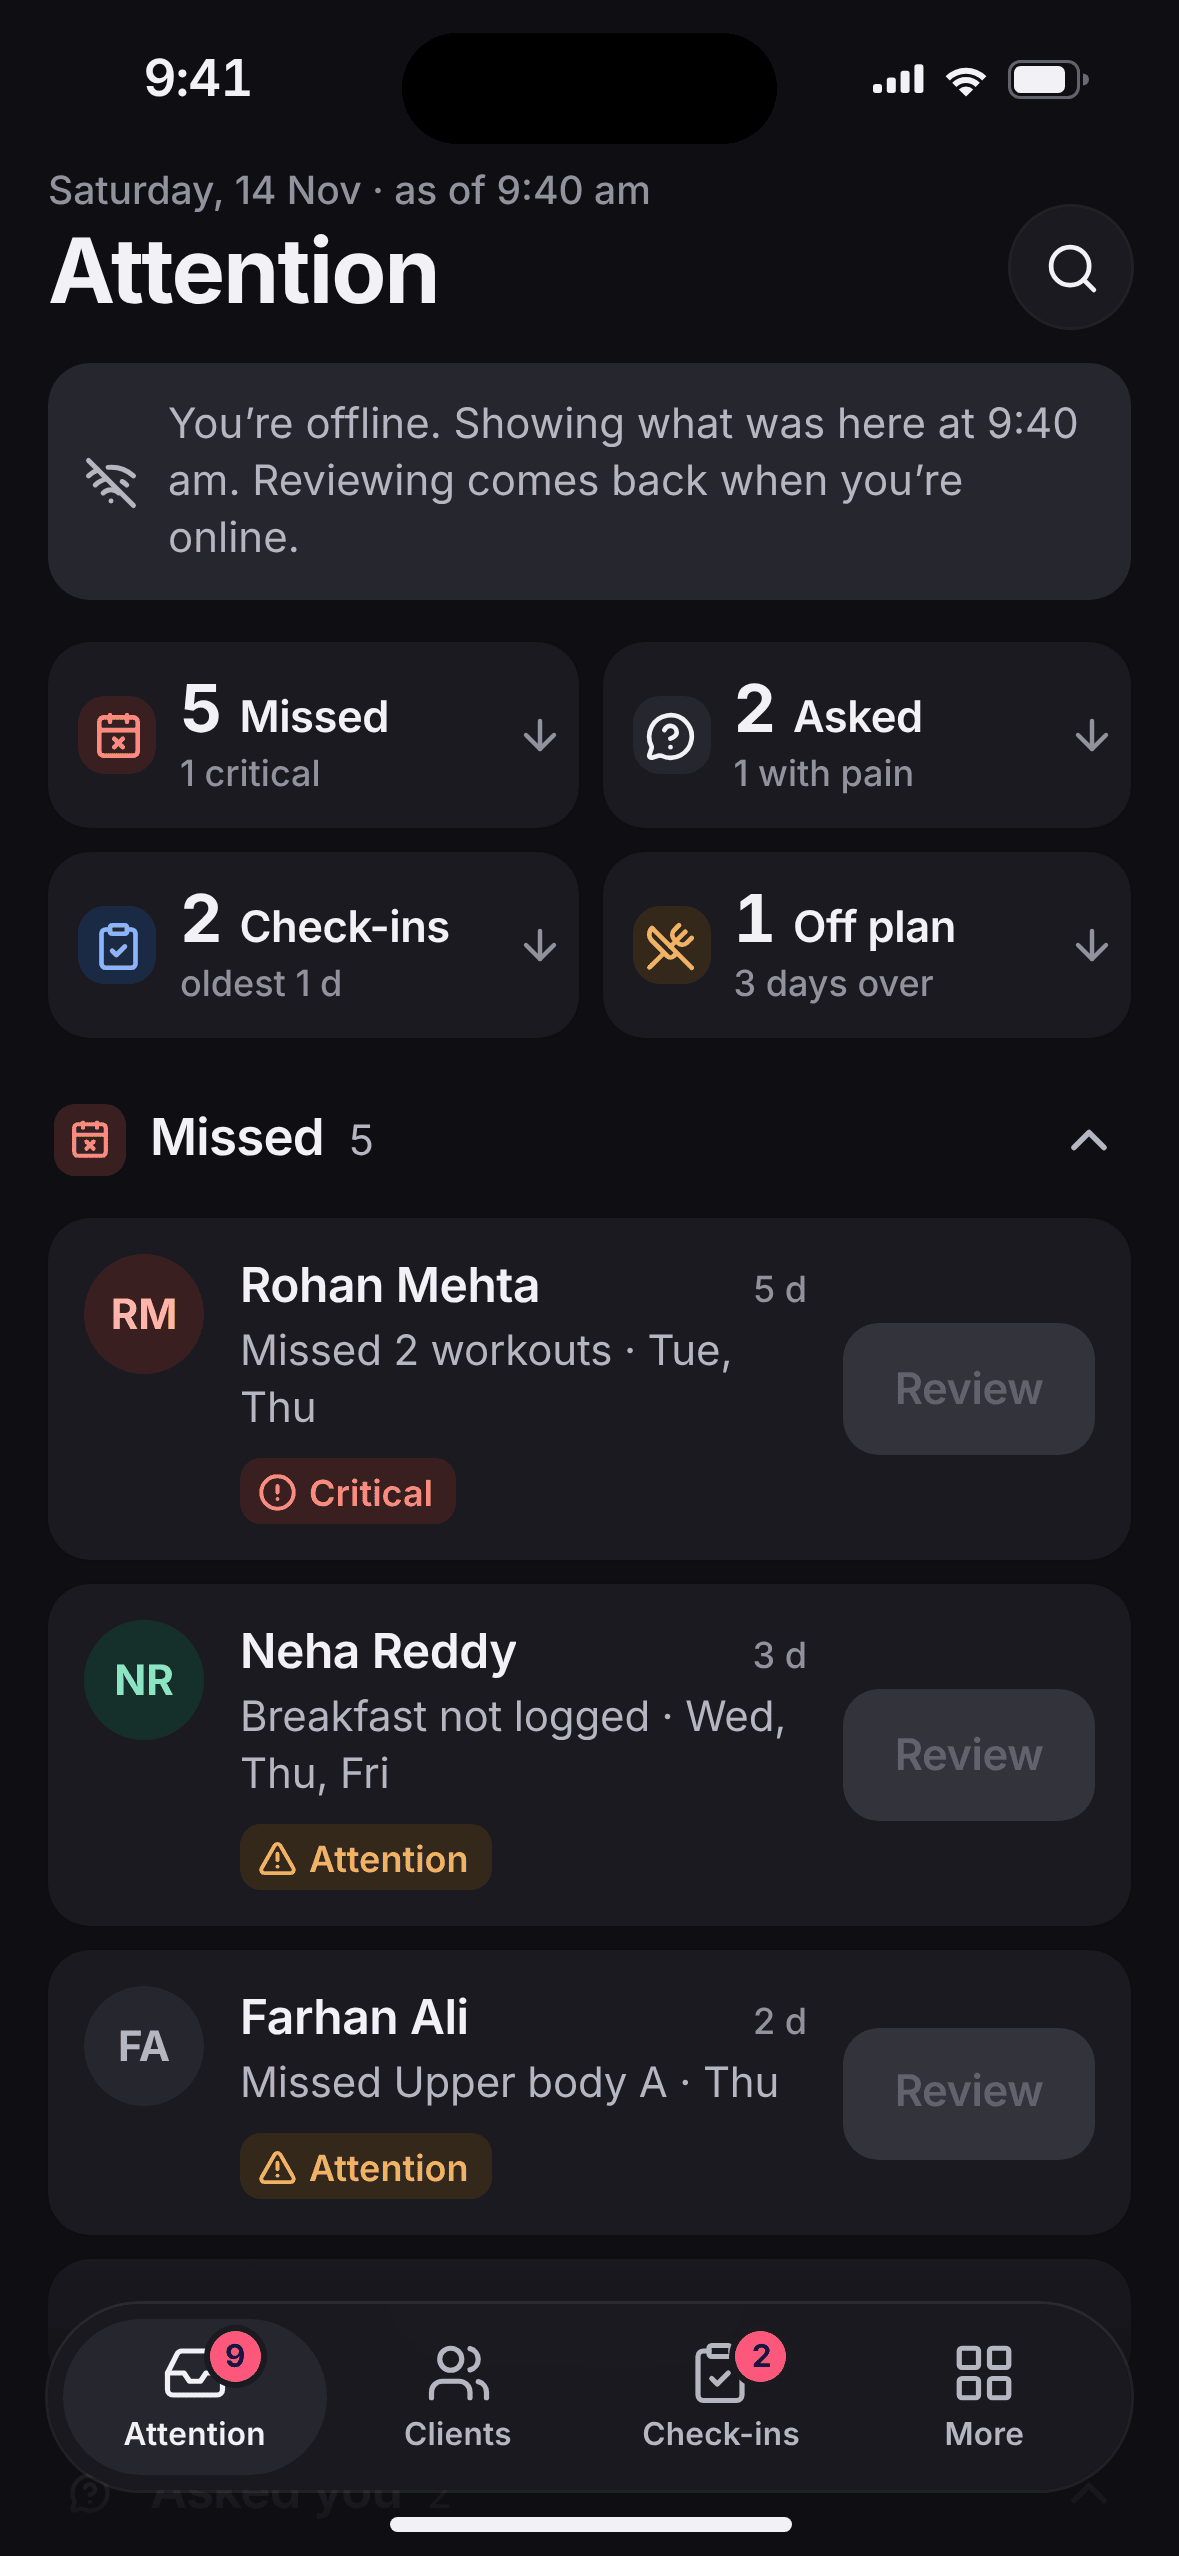 9:41
Saturday, 14 Nov · as of 9:40 am
Attention
You’re offline. Showing what was here at 9:40
am. Reviewing comes back when you’re
online.
5 Missed
1 critical
2 Asked
1 with pain
2 Check-ins
oldest 1 d
1 Off plan
3 days over
Missed 5
RM
Rohan Mehta
5 d
Missed 2 workouts · Tue,
Thu
Critical
Review
NR
Neha Reddy
3 d
Breakfast not logged · Wed,
Thu, Fri
Attention
Review
FA
Farhan Ali
2 d
Missed Upper body A · Thu
Attention
Review
9
Attention
Clients
2
Check-ins
More
Asked you 2